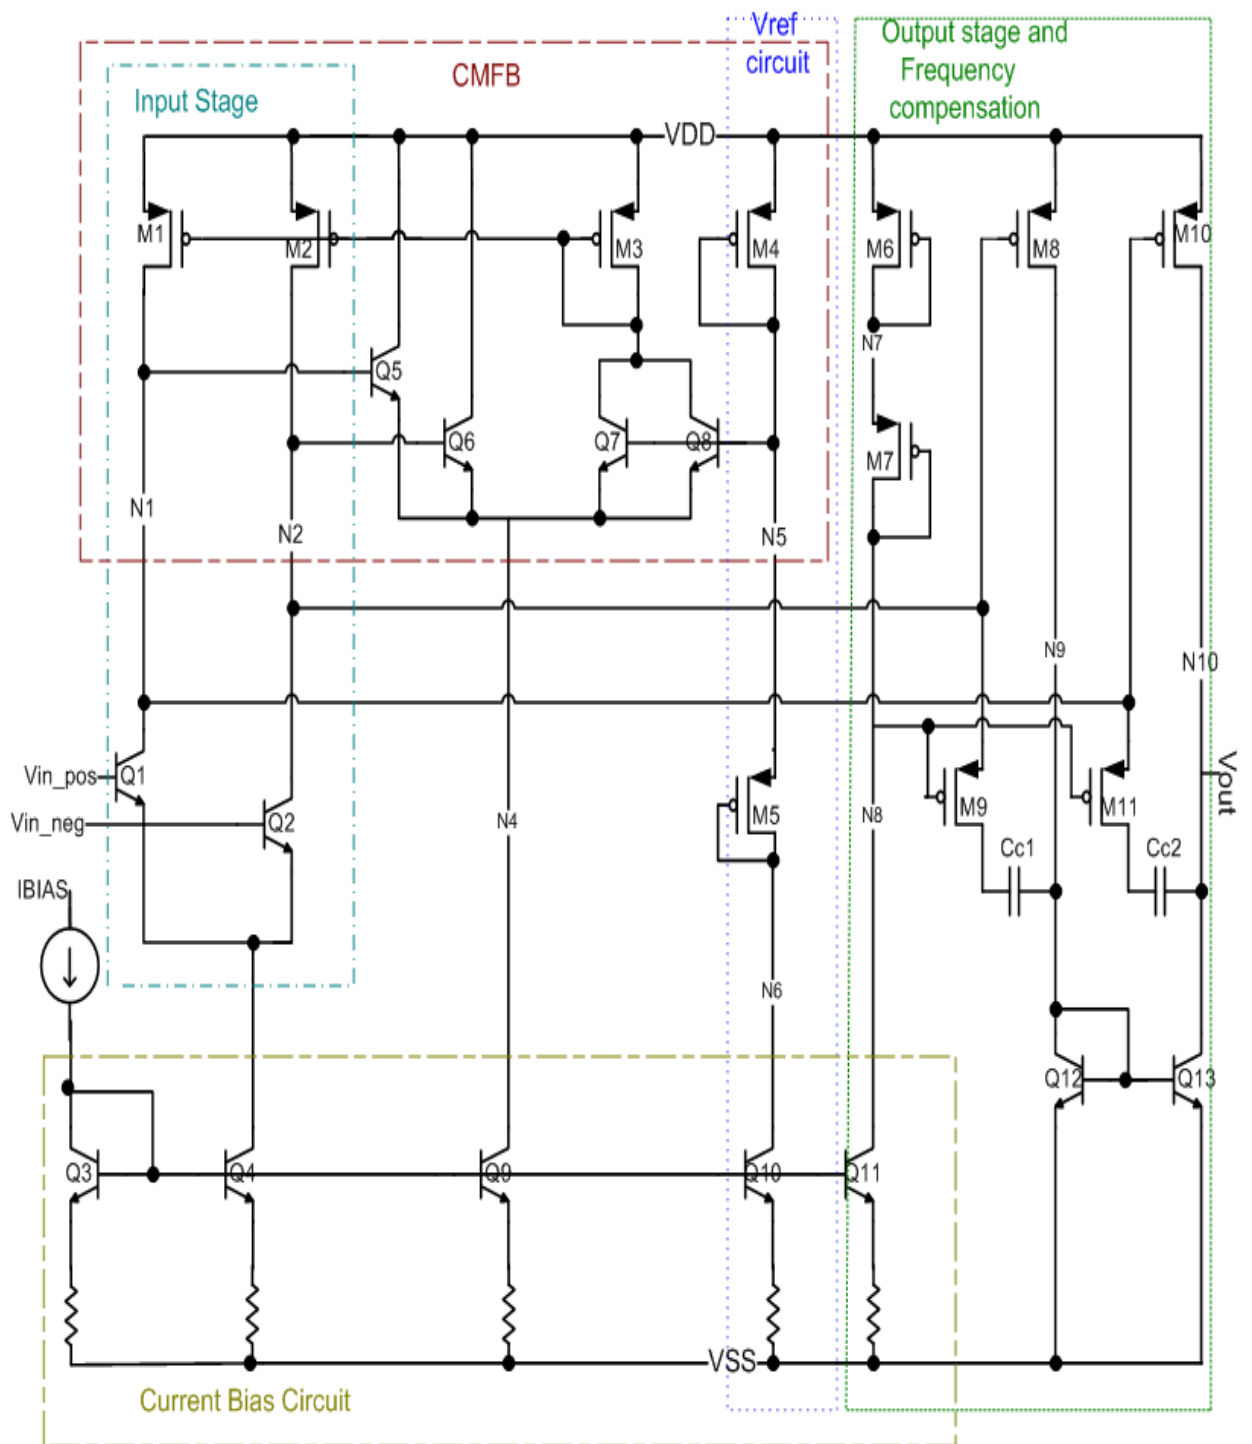 Vref
circuit
Output stage and
Frequency
compensation
CMFB
Input Stage
VDD
M1
M2
M3
M4
M6
M8
M10
N7
Q5
Q6
Q7
Q8
M7
N1
N2
N5
N9
N10
Vin_pos
Q1
Vin_neg
Q2
N4
M5
N8
M9
M11
Vout
Cc1
Cc2
IBIAS
N6
Q12
Q13
Q3
Q4
Q9
Q10
Q11
VSS
Current Bias Circuit